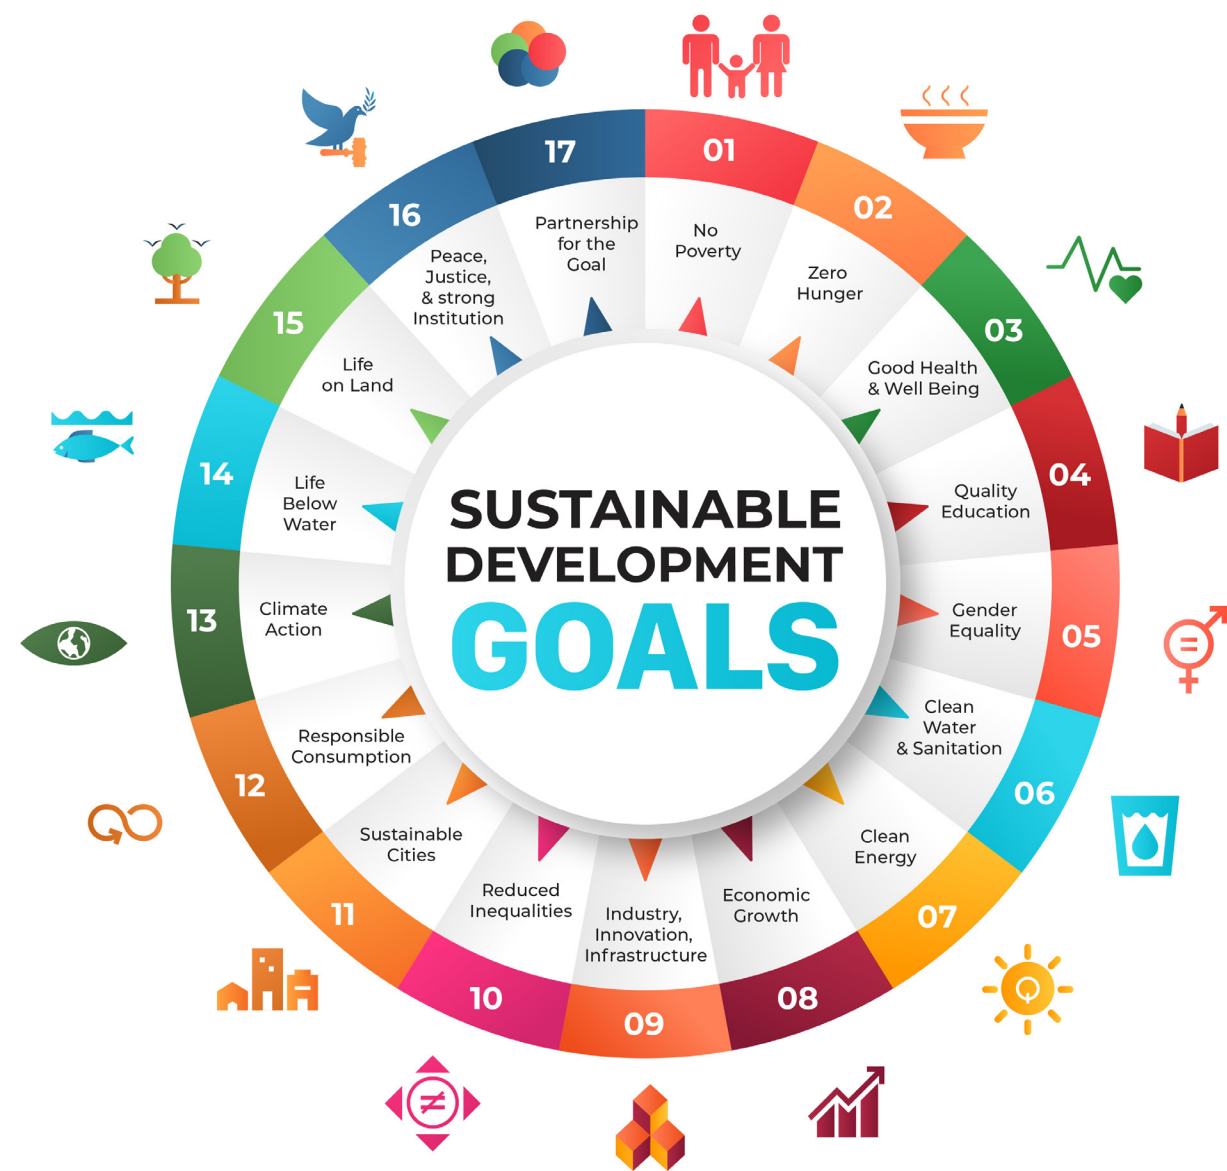 SUSTAINABLE
DEVELOPMENT
GOALS
01
No
Poverty
02
Zero
Hunger
03
Good Health
& Well Being
04
Quality
Education
05
Gender
Equality
06
Clean
Water
& Sanitation
07
Clean
Energy
08
Economic
Growth
09
Industry,
Innovation,
Infrastructure
10
Reduced
Inequalities
11
Sustainable
Cities
12
Responsible
Consumption
13
Climate
Action
14
Life
Below
Water
15
Life
on Land
16
Peace,
Justice,
& strong
Institution
17
Partnership
for the
Goal